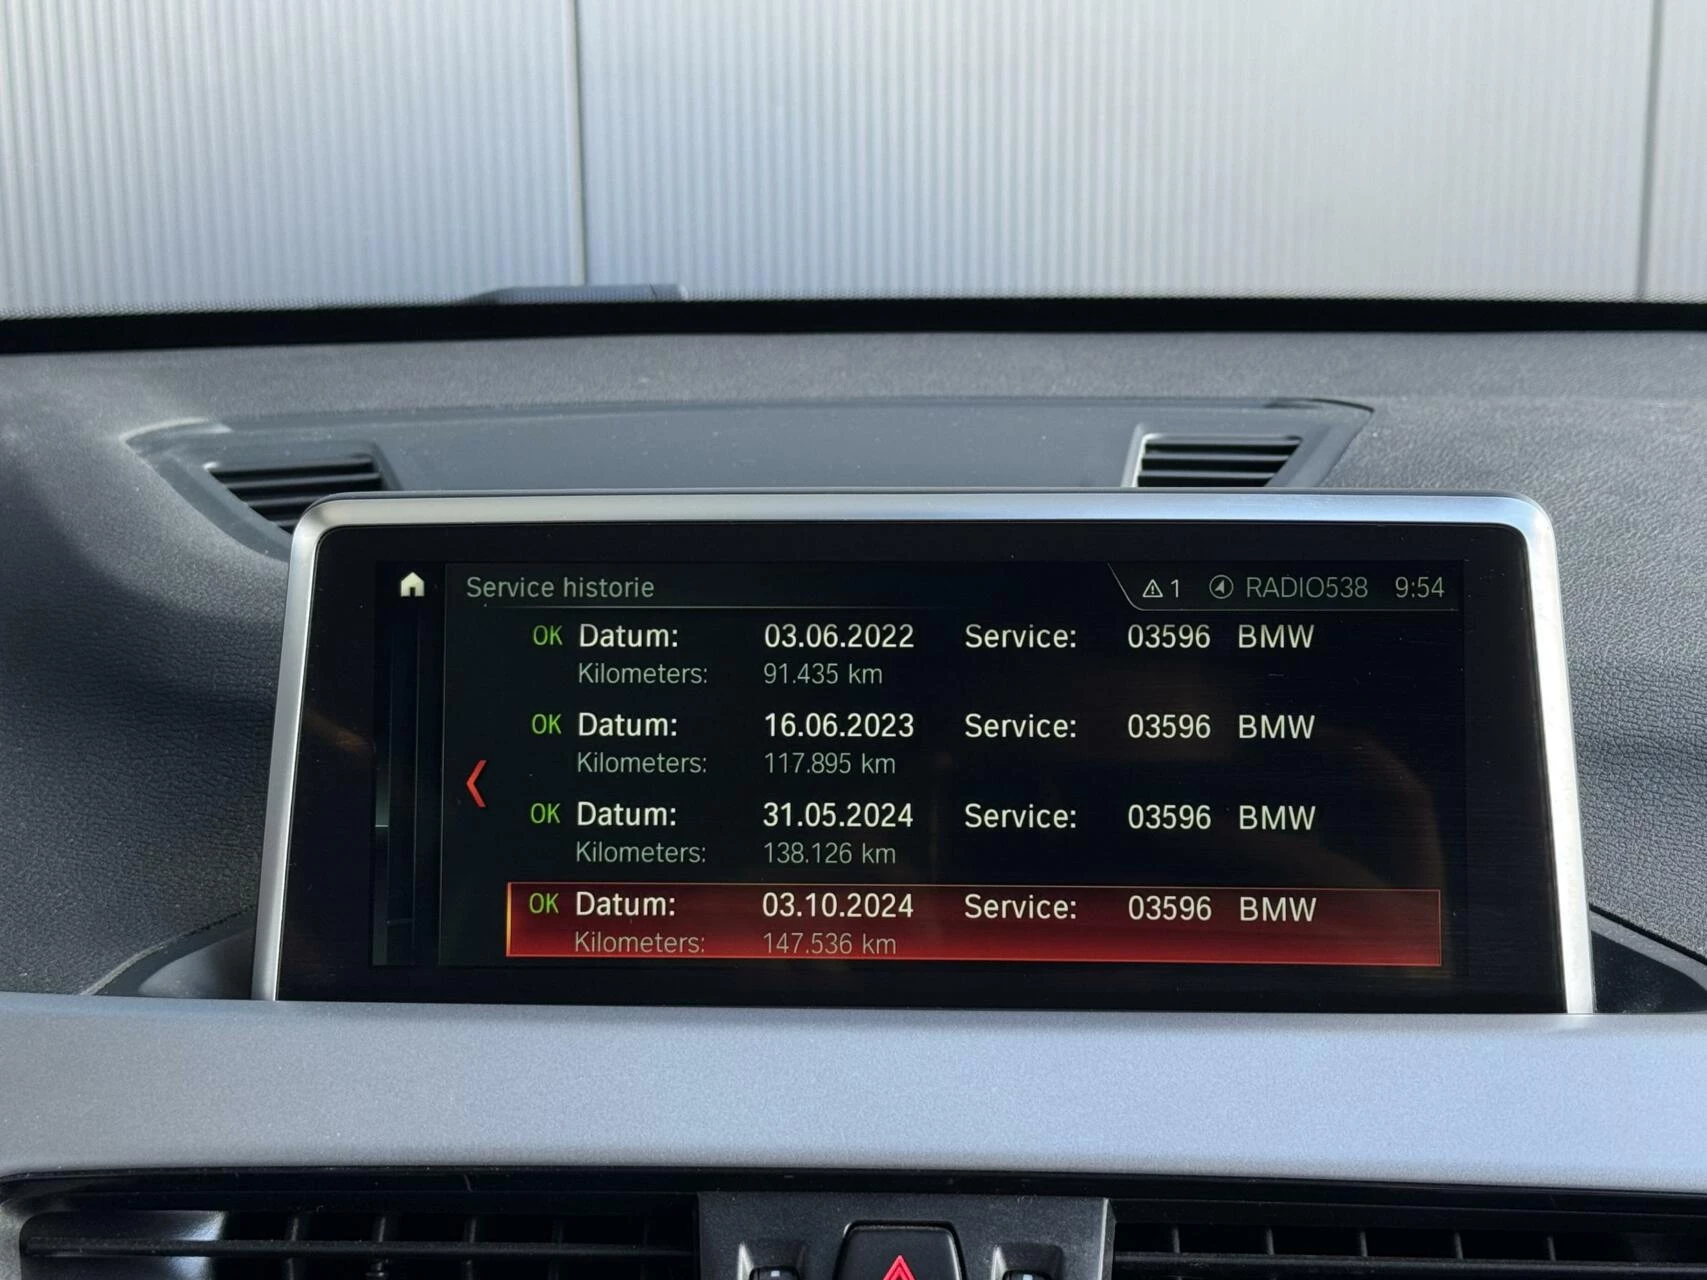 Service historie 1 RADIO538 9:54
OK Datum: 03.06.2022 Service: 03596 BMW
Kilometers: 91.435 km
OK Datum: 16.06.2023 Service: 03596 BMW
Kilometers: 117.895 km
OK Datum: 31.05.2024 Service: 03596 BMW
Kilometers: 138.126 km
OK Datum: 03.10.2024 Service: 03596 BMW
Kilometers: 147.536 km